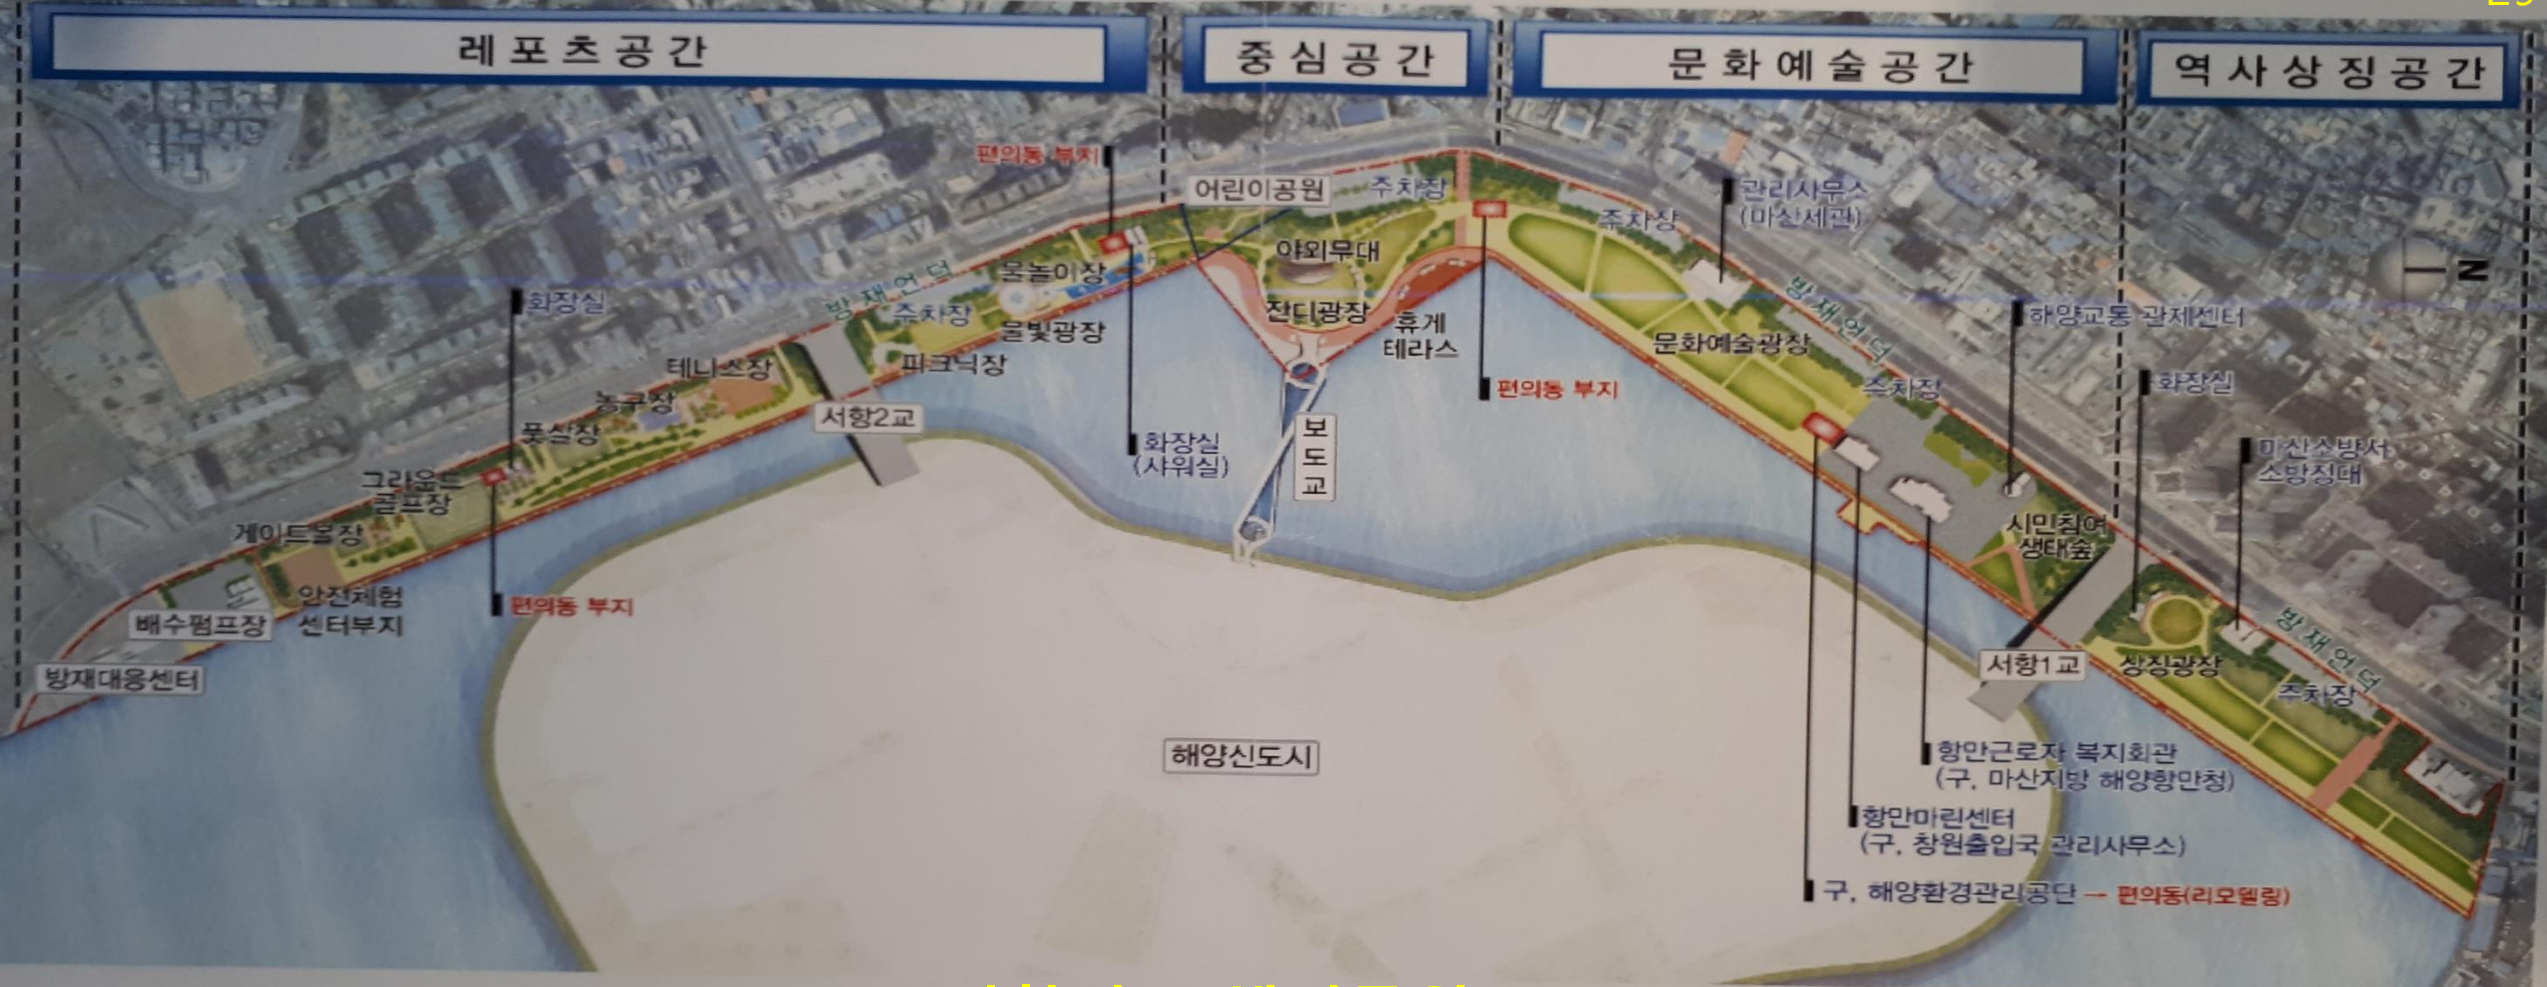 레포츠공간
중심공간
문화예술공간
역사상징공간
편의동 부지
어린이공원
주차장
관리사무소
(마산세관)
주차장
야외무대
물놀이장
방재언덕
화장실
주차장
물빛광장
잔디광장
휴게
테라스
문화예술광장
방재언덕
해양교통 관제센터
N
테니스장
피크닉장
편의동 부지
주차장
화장실
농구장
서항2교
풋살장
화장실
(샤워실)
보
도
교
마산소방서
소방정대
그라운드
골프장
게이트볼장
시민참여
생태숲
안전체험
센터부지
편의동 부지
배수펌프장
방재대응센터
서항1교
상징광장
방재언덕
주차장
해양신도시
항만근로자 복지회관
(구, 마산지방 해양항만청)
항만마린센터
(구, 창원출입국 관리사무소)
구, 해양환경관리공단 → 편의동(리모델링)
29